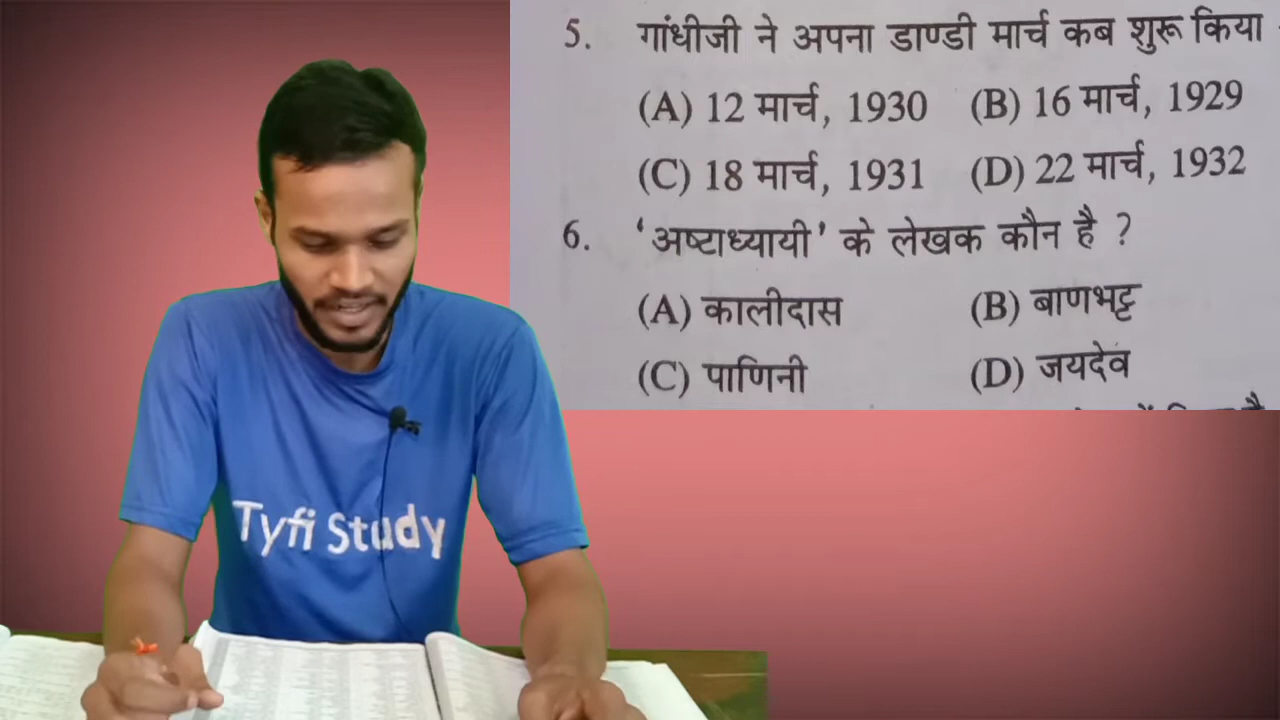 5. गांधीजी ने अपना डाण्डी मार्च कब शुरू किया
(A) 12 मार्च, 1930 (B) 16 मार्च, 1929
(C) 18 मार्च, 1931 (D) 22 मार्च, 1932
6. 'अष्टाध्यायी' के लेखक कौन है ?
(A) कालीदास (B) बाणभट्ट
(C) पाणिनी (D) जयदेव
Tyfi Study